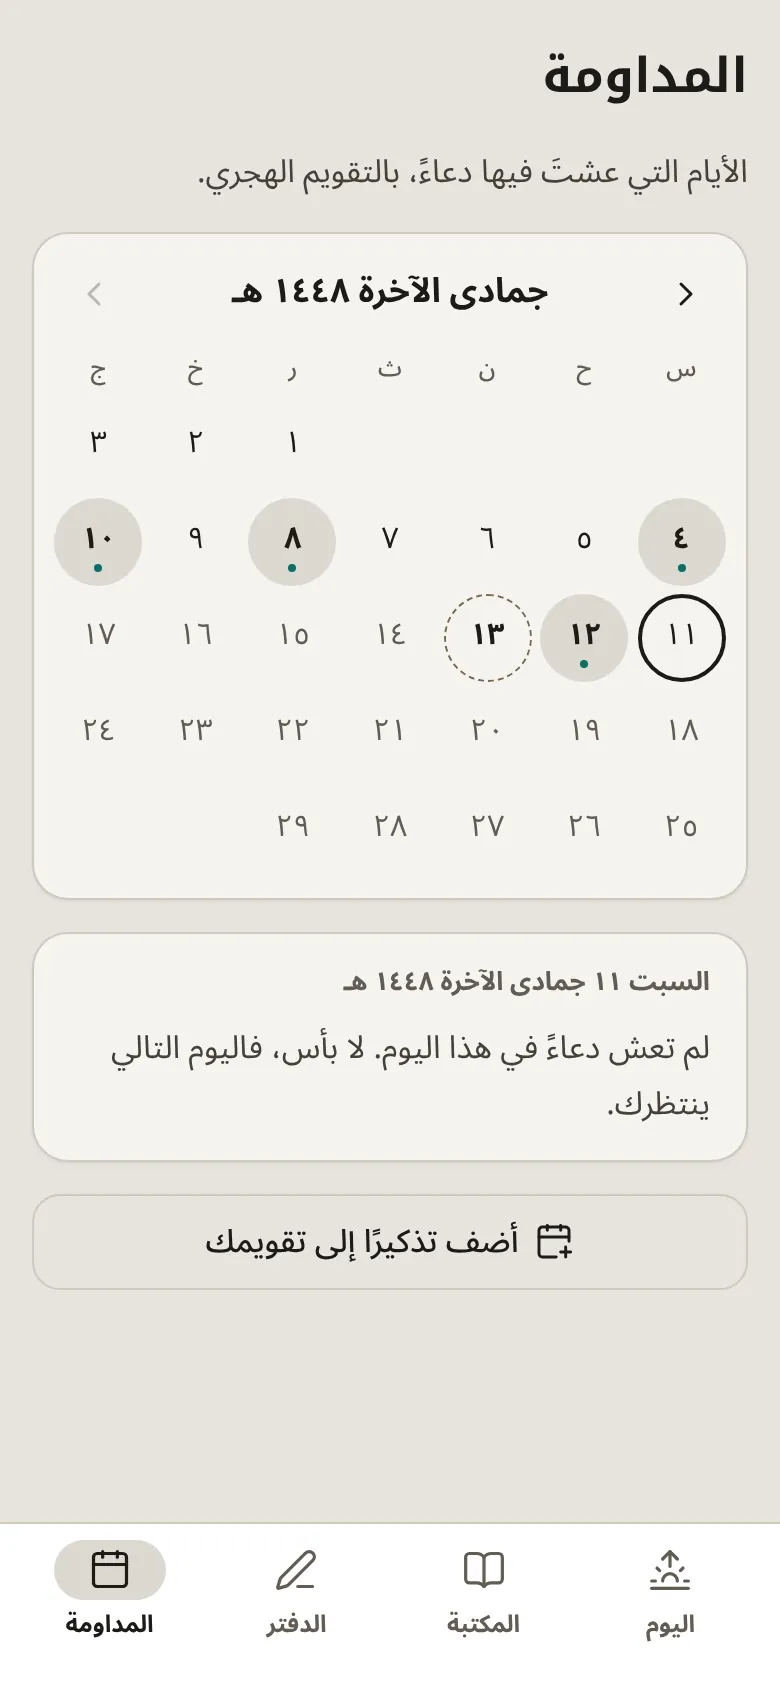 المداومة
الأيام التي عشتَ فيها دعاءً، بالتقويم الهجري.
جمادى الآخرة ١٤٤٨ هـ
س ح ن ث ر خ ج
١ ٢ ٣
٤ ٥ ٦ ٧ ٨ ٩ ١٠
١١ ١٢ ١٣ ١٤ ١٥ ١٦ ١٧
١٨ ١٩ ٢٠ ٢١ ٢٢ ٢٣ ٢٤
٢٥ ٢٦ ٢٧ ٢٨ ٢٩
السبت ١١ جمادى الآخرة ١٤٤٨ هـ
لم تعش دعاءً في هذا اليوم. لا بأس، فاليوم التالي
ينتظرك.
أضف تذكيرًا إلى تقويمك
اليوم المكتبة الدفتر المداومة